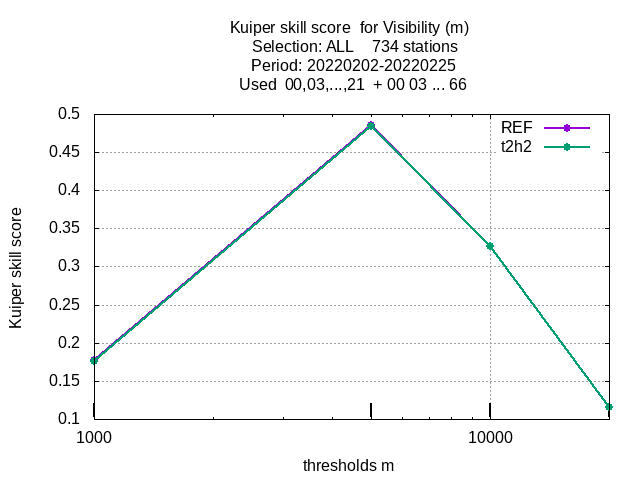 Kuiper skill score  for Visibility (m)
Selection: ALL    734 stations
Period: 20220202-20220225
Used  00,03,...,21  + 00 03 ... 66
REF
t2h2
0.5
0.45
0.4
0.35
0.3
0.25
0.2
0.15
0.1
Kuiper skill score
1000
10000
thresholds m